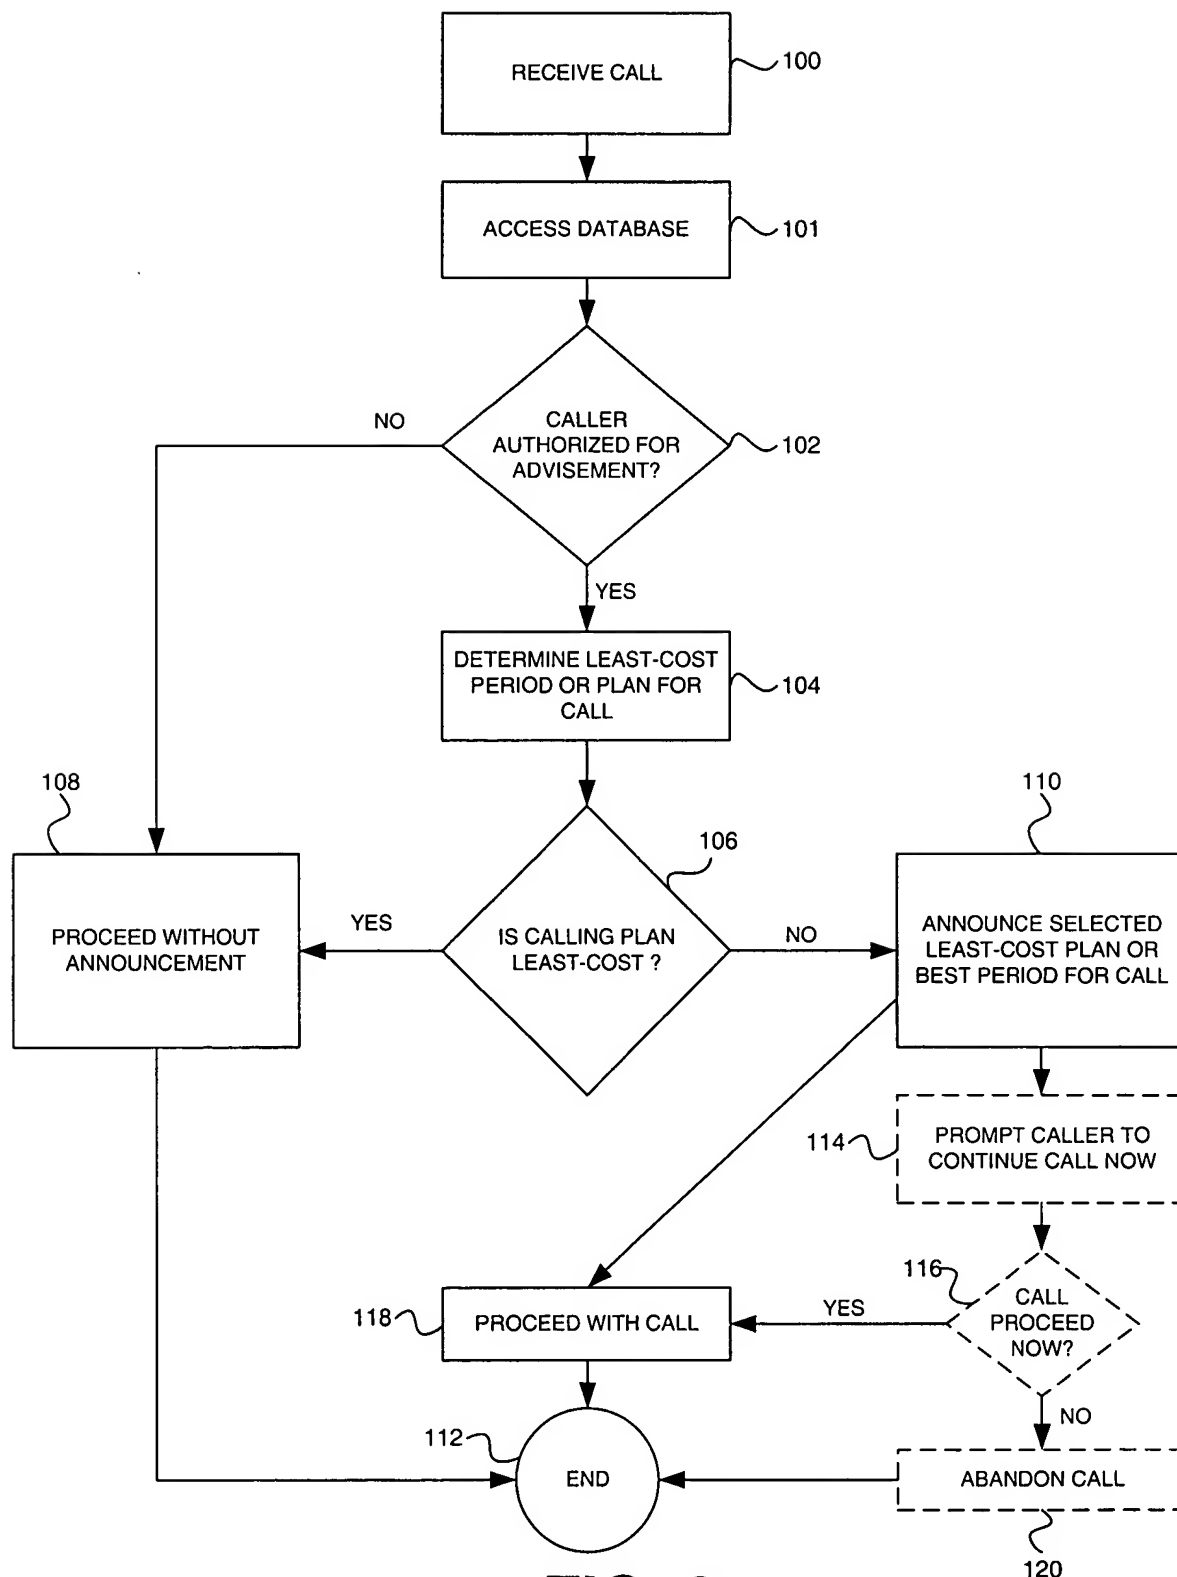 RECEIVE CALL
100
ACCESS DATABASE
101
CALLER
AUTHORIZED FOR
ADVISEMENT?
102
NO
YES
DETERMINE LEAST-COST
PERIOD OR PLAN FOR
CALL
104
108
PROCEED WITHOUT
ANNOUNCEMENT
YES
IS CALLING PLAN
LEAST-COST ?
106
NO
110
ANNOUNCE SELECTED
LEAST-COST PLAN OR
BEST PERIOD FOR CALL
114
PROMPT CALLER TO
CONTINUE CALL NOW
116
CALL
PROCEED
NOW?
YES
118
PROCEED WITH CALL
NO
112
END
ABANDON CALL
120